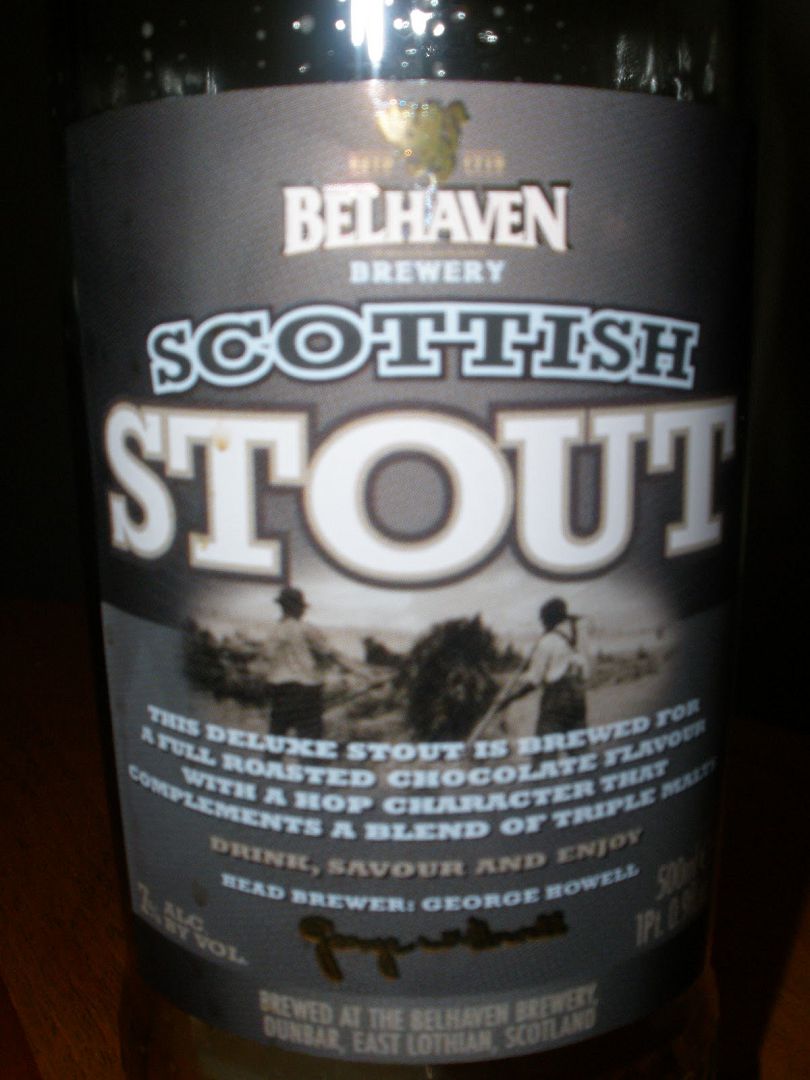 BELHAVEN
BREWERY
SCOTTISH
STOUT
THIS DELUXE STOUT IS BREWED FOR
A FULL ROASTED CHOCOLATE FLAVOUR
WITH A HOP CHARACTER THAT
COMPLEMENTS A BLEND OF TRIPLE MALTS
DRINK, SAVOUR AND ENJOY
HEAD BREWER: GEORGE HOWELL
7% ALC
BY VOL.
500ml
1Pt.
BREWED AT THE BELHAVEN BREWERY,
DUNBAR, EAST LOTHIAN, SCOTLAND